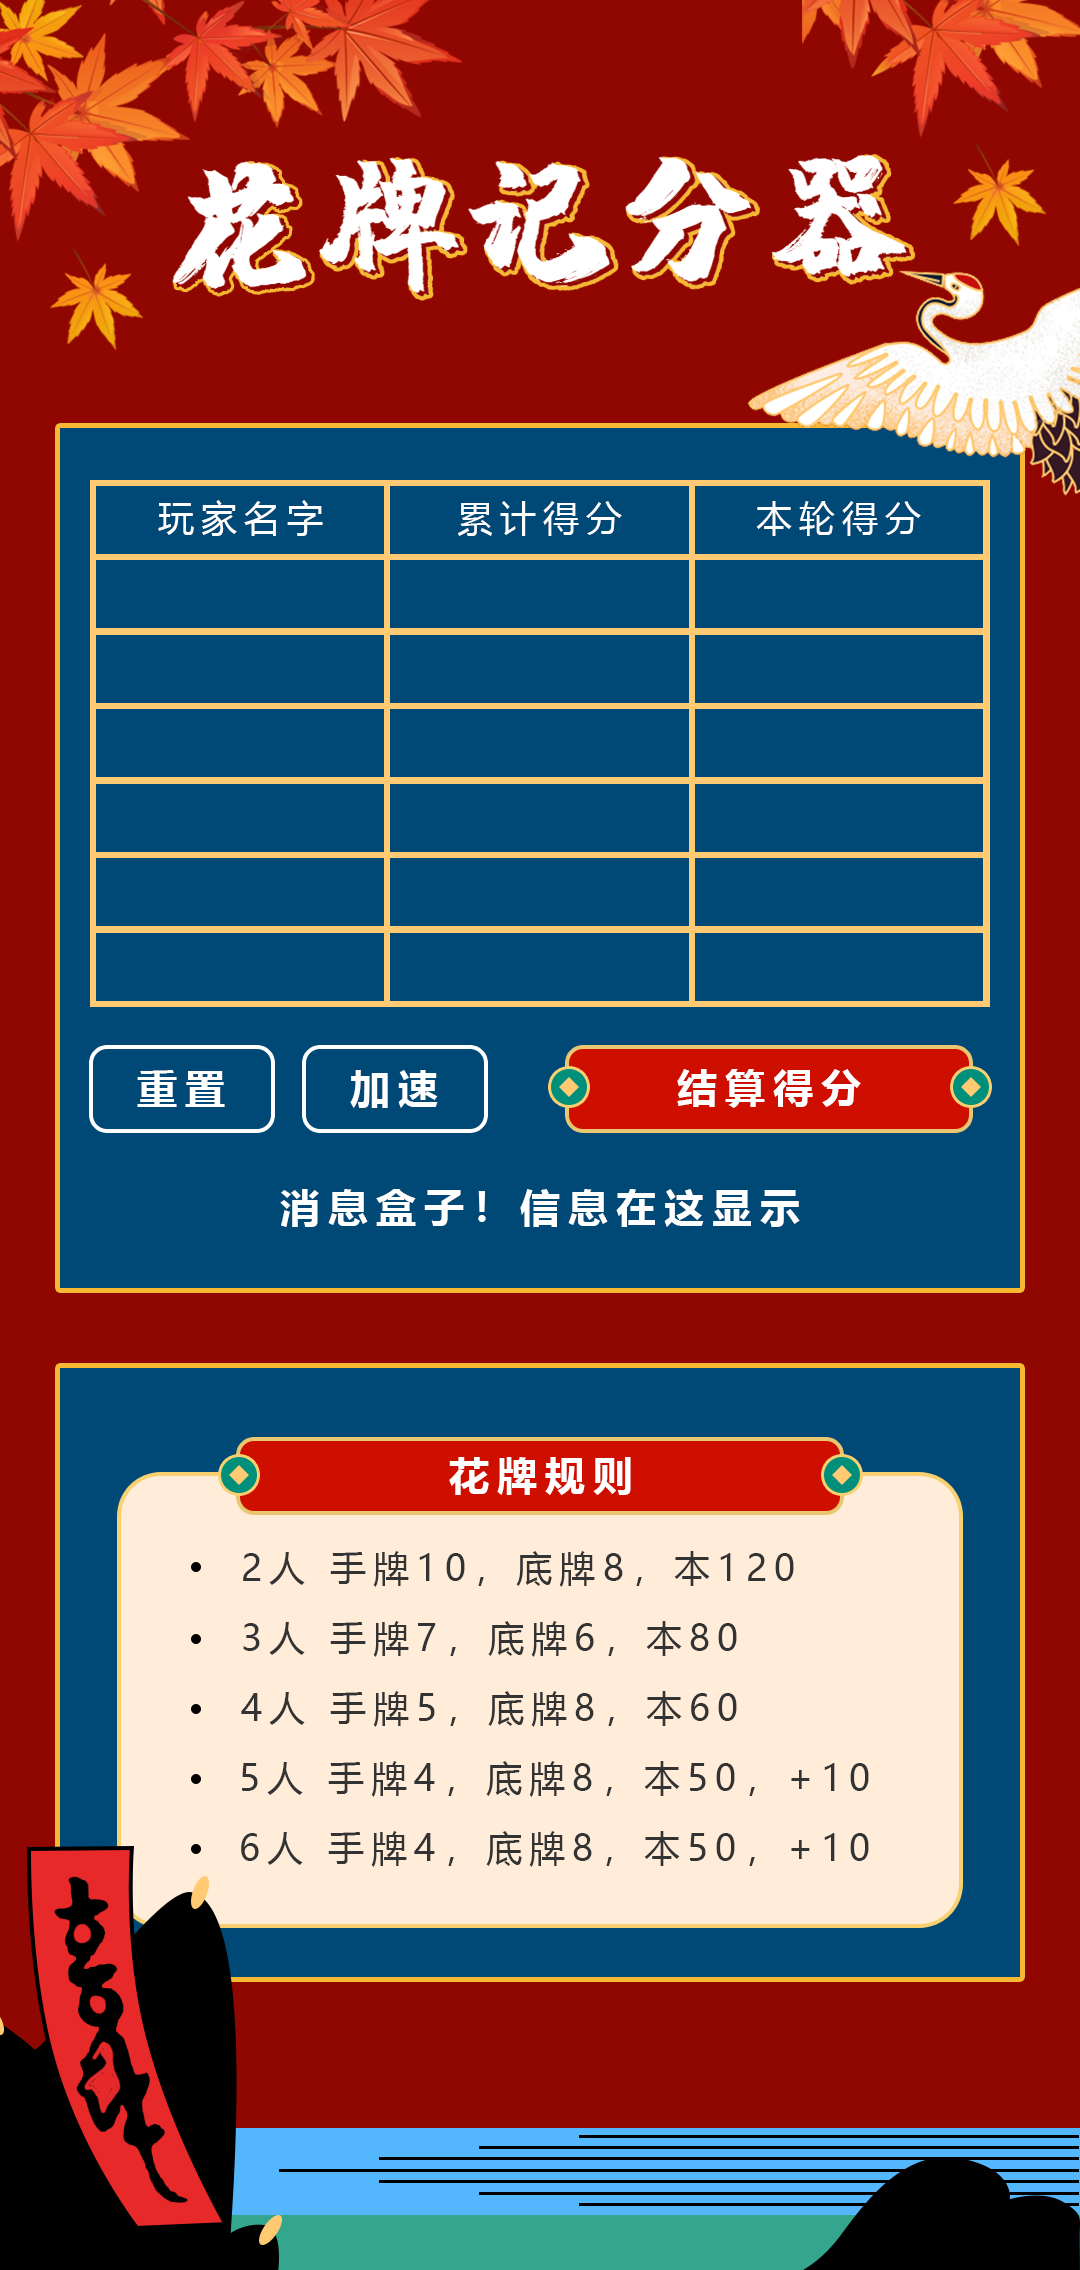 花牌记分器
玩家名字 累计得分 本轮得分
重置 加速 结算得分
消息盒子！信息在这显示
花牌规则
• 2人 手牌10，底牌8，本120
• 3人 手牌7，底牌6，本80
• 4人 手牌5，底牌8，本60
• 5人 手牌4，底牌8，本50，+10
• 6人 手牌4，底牌8，本50，+10